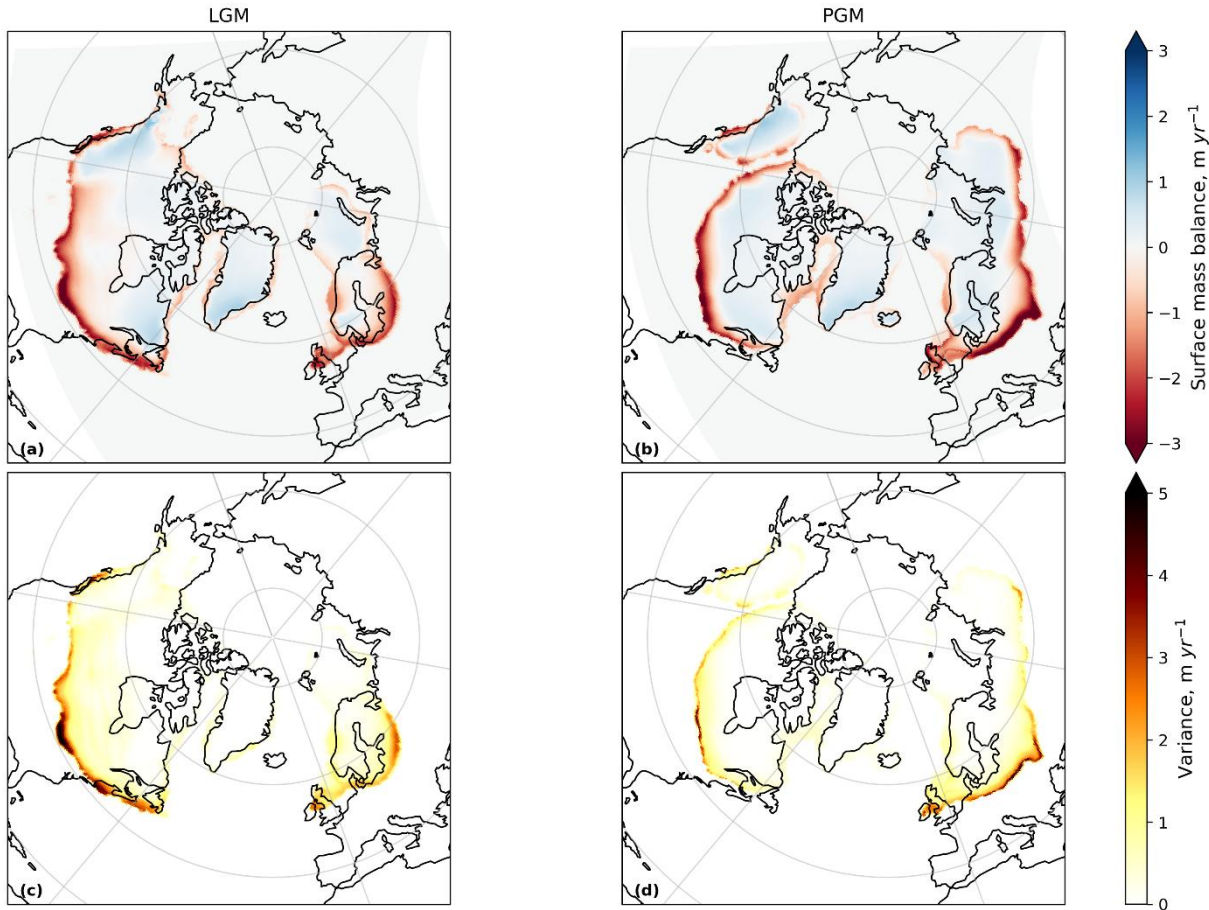 LGM
PGM
3
2
1
0
−1
−2
−3
Surface mass balance, m yr⁻¹
(a)
(b)
5
4
3
2
1
0
Variance, m yr⁻¹
(c)
(d)